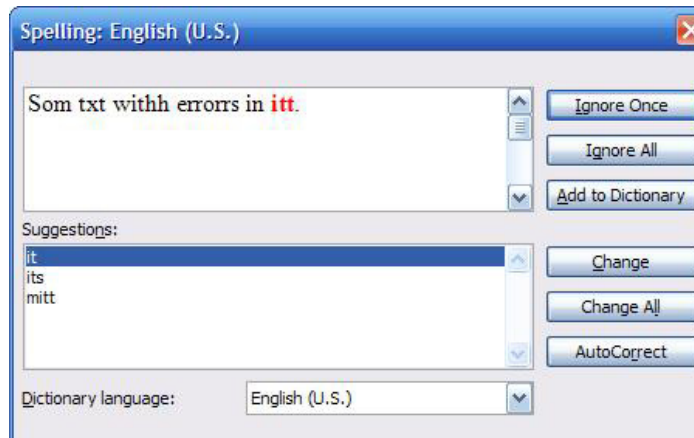 Spelling: English (U.S.)
Som txt withh errorrs in itt.
Ignore Once
Ignore All
Add to Dictionary
Suggestions:
it
its
mitt
Change
Change All
AutoCorrect
Dictionary language:
English (U.S.)